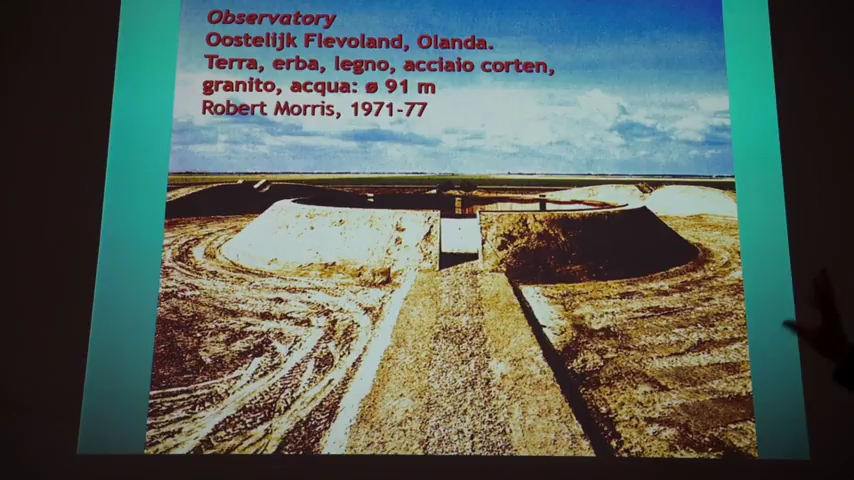 Observatory
Oostelijk Flevoland, Olanda.
Terra, erba, legno, acciaio corten,
granito, acqua: ø 91 m
Robert Morris, 1971-77